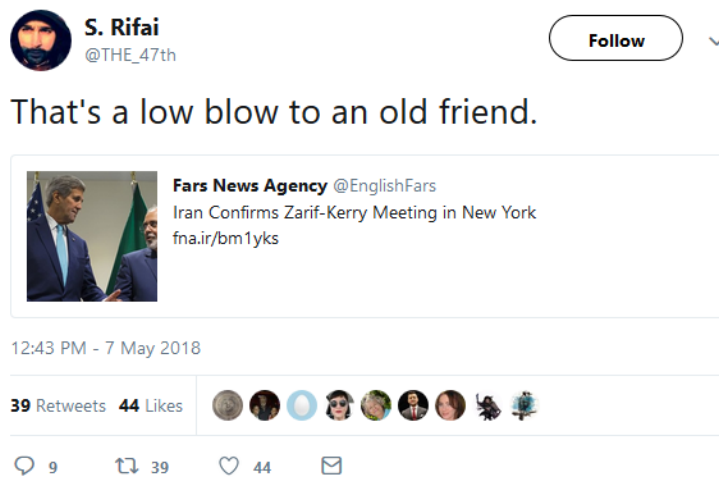 S. Rifai
@THE_47th
Follow
That's a low blow to an old friend.
Fars News Agency @EnglishFars
Iran Confirms Zarif-Kerry Meeting in New York
fna.ir/bm1yks
12:43 PM - 7 May 2018
39 Retweets 44 Likes
9 39 44